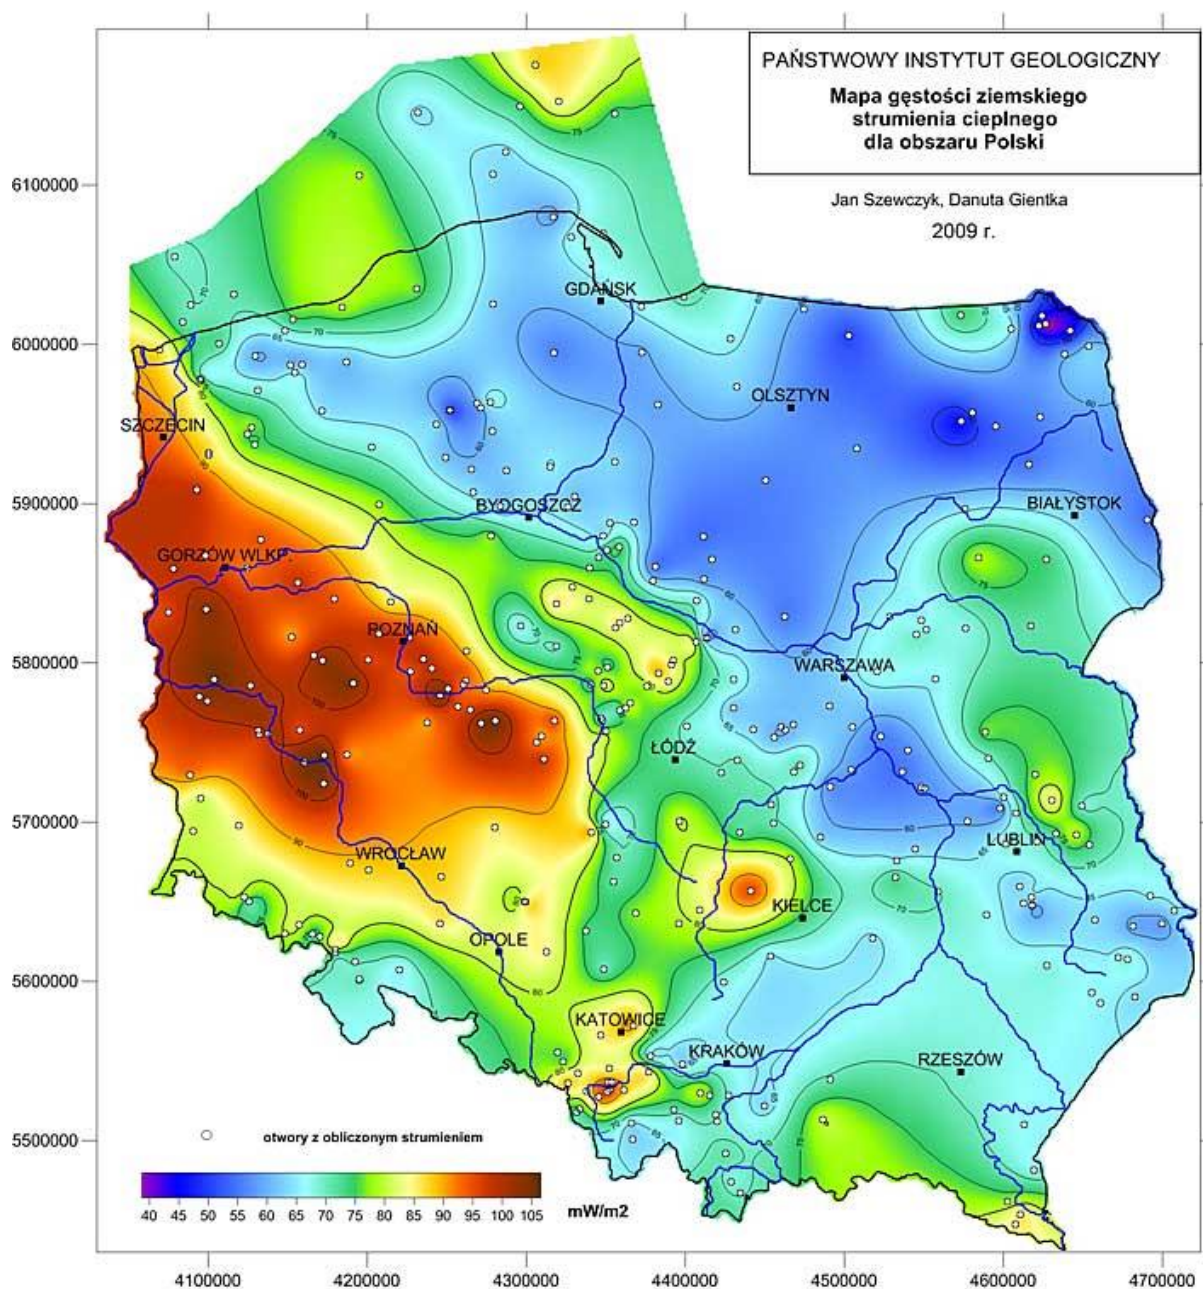 PAŃSTWOWY INSTYTUT GEOLOGICZNY
Mapa gęstości ziemskiego
strumienia cieplnego
dla obszaru Polski
Jan Szewczyk, Danuta Gientka
2009 r.
6100000
6000000
5900000
5800000
5700000
5600000
5500000
GDAŃSK
OLSZTYN
SZCZECIN
BYDGOSZCZ
BIAŁYSTOK
GORZÓW WLKP.
POZNAŃ
WARSZAWA
ŁÓDŹ
LUBLIN
WROCŁAW
KIELCE
OPOLE
KATOWICE
KRAKÓW
RZESZÓW
otwory z obliczonym strumieniem
40 45 50 55 60 65 70 75 80 85 90 95 100 105
mW/m2
4100000 4200000 4300000 4400000 4500000 4600000 4700000